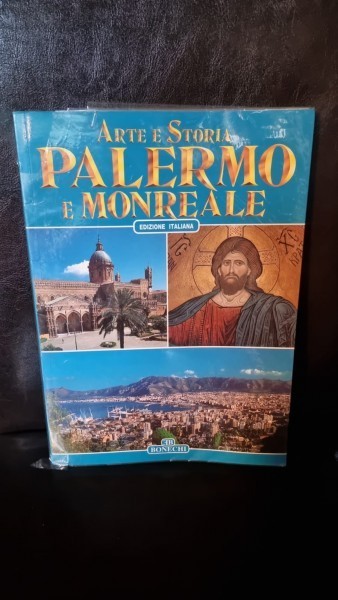 ARTE E STORIA
PALERMO
E MONREALE
EDIZIONE ITALIANA
BONECHI